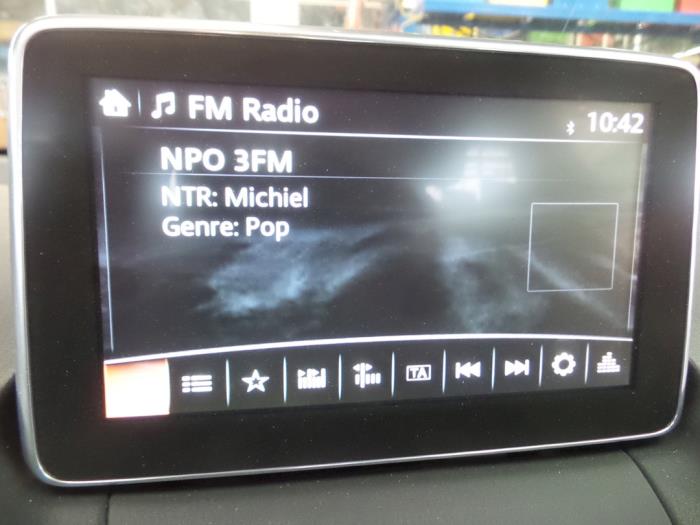 FM Radio
10:42
NPO 3FM
NTR: Michiel
Genre: Pop
TA